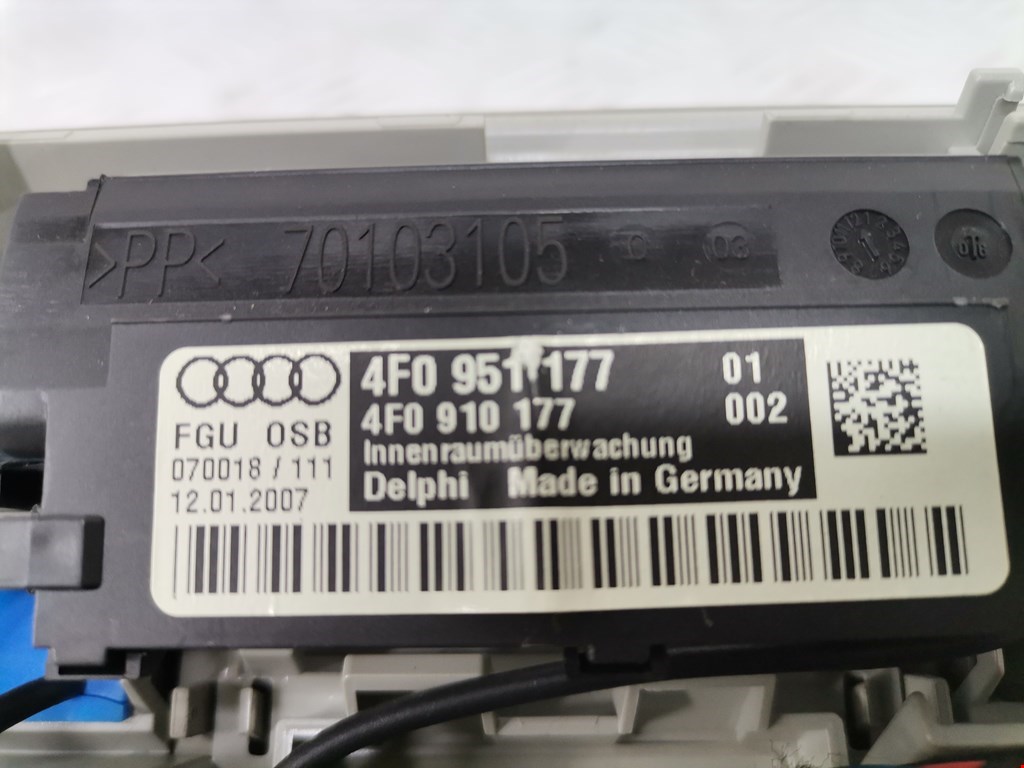 >PP< 70103105
03
4F0 951 177 01
4F0 910 177 002
Innenraumüberwachung
Delphi Made in Germany
FGU OSB
070018 / 111
12.01.2007